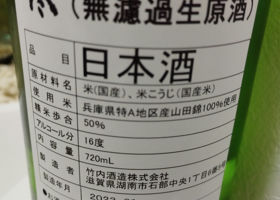 (無濾過生原酒)
品目 日本酒
原材料名 米(国産)、米こうじ(国産米)
使用米 兵庫県特A地区産山田錦100%使用
精米歩合 50%
アルコール分 16度
内容量 720mL
製造者 竹内酒造株式会社
滋賀県湖南市石部中央1丁目6番
製造年月